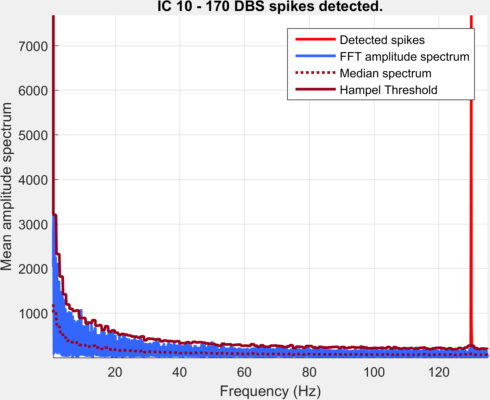 IC 10 - 170 DBS spikes detected.
Detected spikes
FFT amplitude spectrum
Median spectrum
Hampel Threshold
Mean amplitude spectrum
7000
6000
5000
4000
3000
2000
1000
20
40
60
80
100
120
Frequency (Hz)